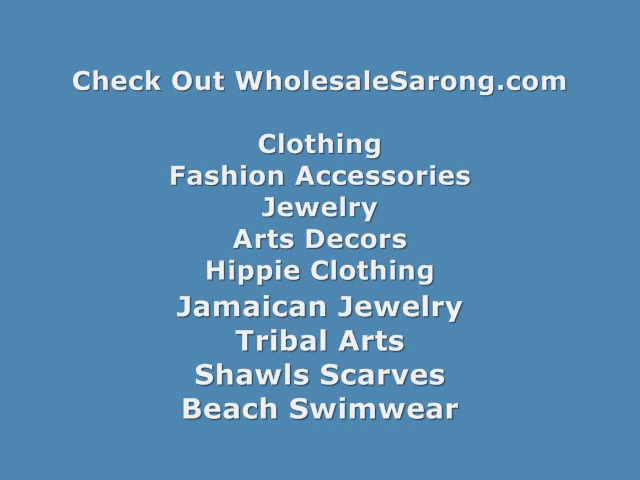 Check Out WholesaleSarong.com
Clothing
Fashion Accessories
Jewelry
Arts Decors
Hippie Clothing
Jamaican Jewelry
Tribal Arts
Shawls Scarves
Beach Swimwear